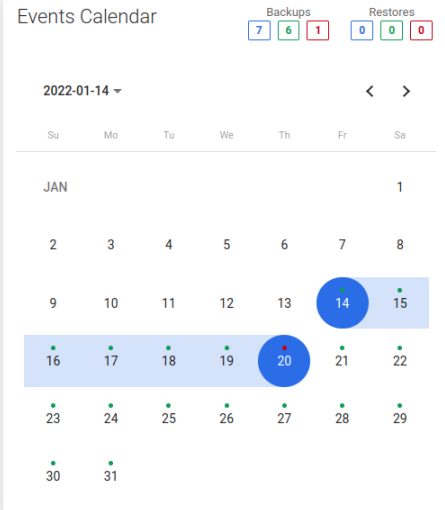 Events Calendar
Backups Restores
7 6 1 0 0 0
2022-01-14
Su Mo Tu We Th Fr Sa
JAN 1
2 3 4 5 6 7 8
9 10 11 12 13 14 15
16 17 18 19 20 21 22
23 24 25 26 27 28 29
30 31